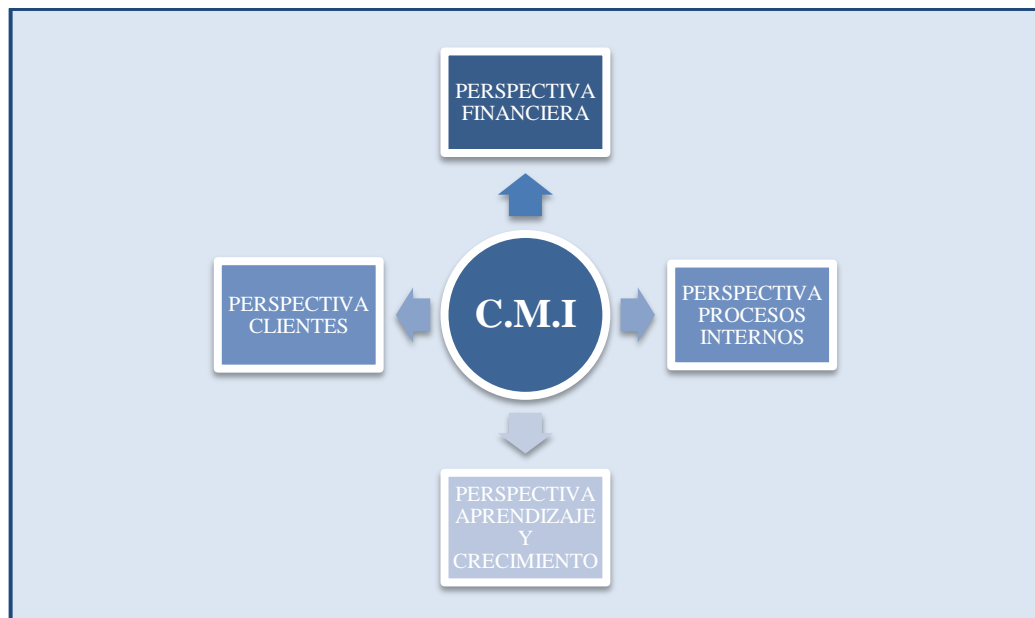 PERSPECTIVA
FINANCIERA
PERSPECTIVA
CLIENTES
C.M.I
PERSPECTIVA
PROCESOS
INTERNOS
PERSPECTIVA
APRENDIZAJE
Y
CRECIMIENTO